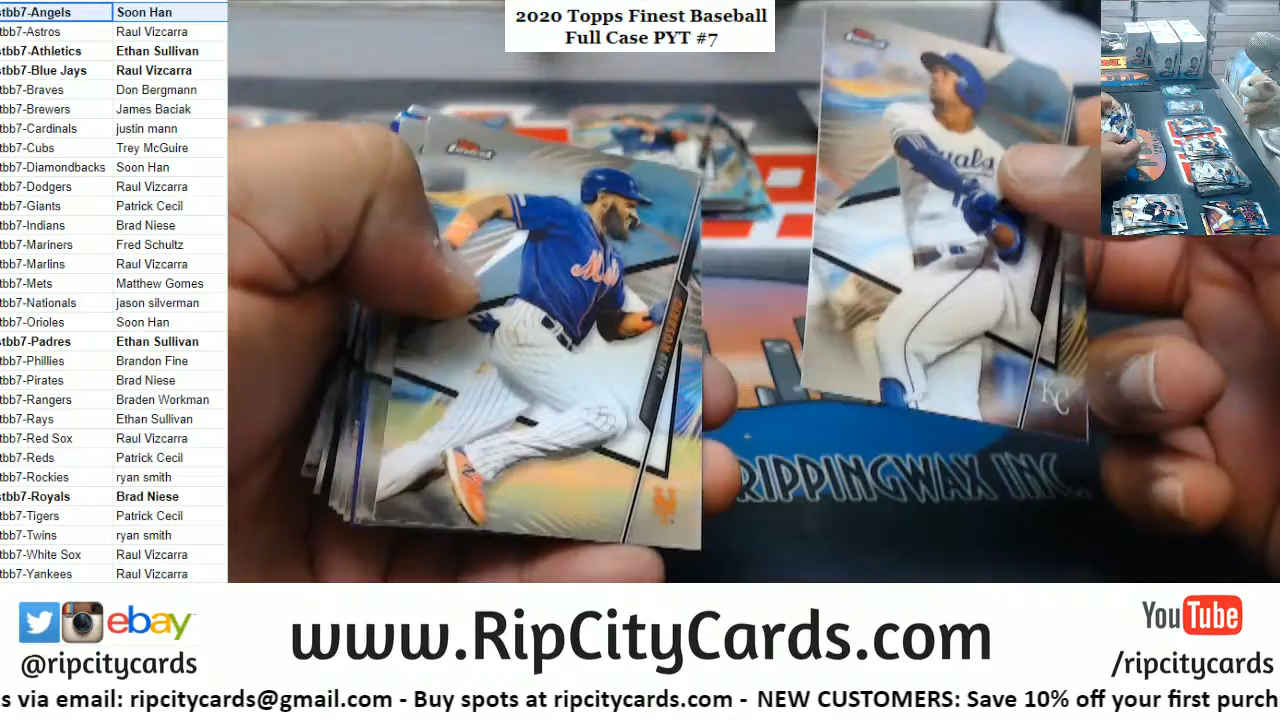 stbb7-Angels Soon Han
tbb7-Astros Raul Vizcarra
stbb7-Athletics Ethan Sullivan
stbb7-Blue Jays Raul Vizcarra
tbb7-Braves Don Bergmann
tbb7-Brewers James Baciak
tbb7-Cardinals justin mann
tbb7-Cubs Trey McGuire
tbb7-Diamondbacks Soon Han
tbb7-Dodgers Raul Vizcarra
tbb7-Giants Patrick Cecil
tbb7-Indians Brad Niese
tbb7-Mariners Fred Schultz
tbb7-Marlins Raul Vizcarra
tbb7-Mets Matthew Gomes
tbb7-Nationals jason silverman
tbb7-Orioles Soon Han
stbb7-Padres Ethan Sullivan
tbb7-Phillies Brandon Fine
tbb7-Pirates Brad Niese
tbb7-Rangers Braden Workman
tbb7-Rays Ethan Sullivan
tbb7-Red Sox Raul Vizcarra
tbb7-Reds Patrick Cecil
tbb7-Rockies ryan smith
stbb7-Royals Brad Niese
tbb7-Tigers Patrick Cecil
tbb7-Twins ryan smith
tbb7-White Sox Raul Vizcarra
tbb7-Yankees Raul Vizcarra
2020 Topps Finest Baseball
Full Case PYT #7
Finest
Mets
KC
RIPPINGWAX INC.
ebay
@ripcitycards
www.RipCityCards.com
YouTube
/ripcitycards
s via email: ripcitycards@gmail.com - Buy spots at ripcitycards.com - NEW CUSTOMERS: Save 10% off your first purch